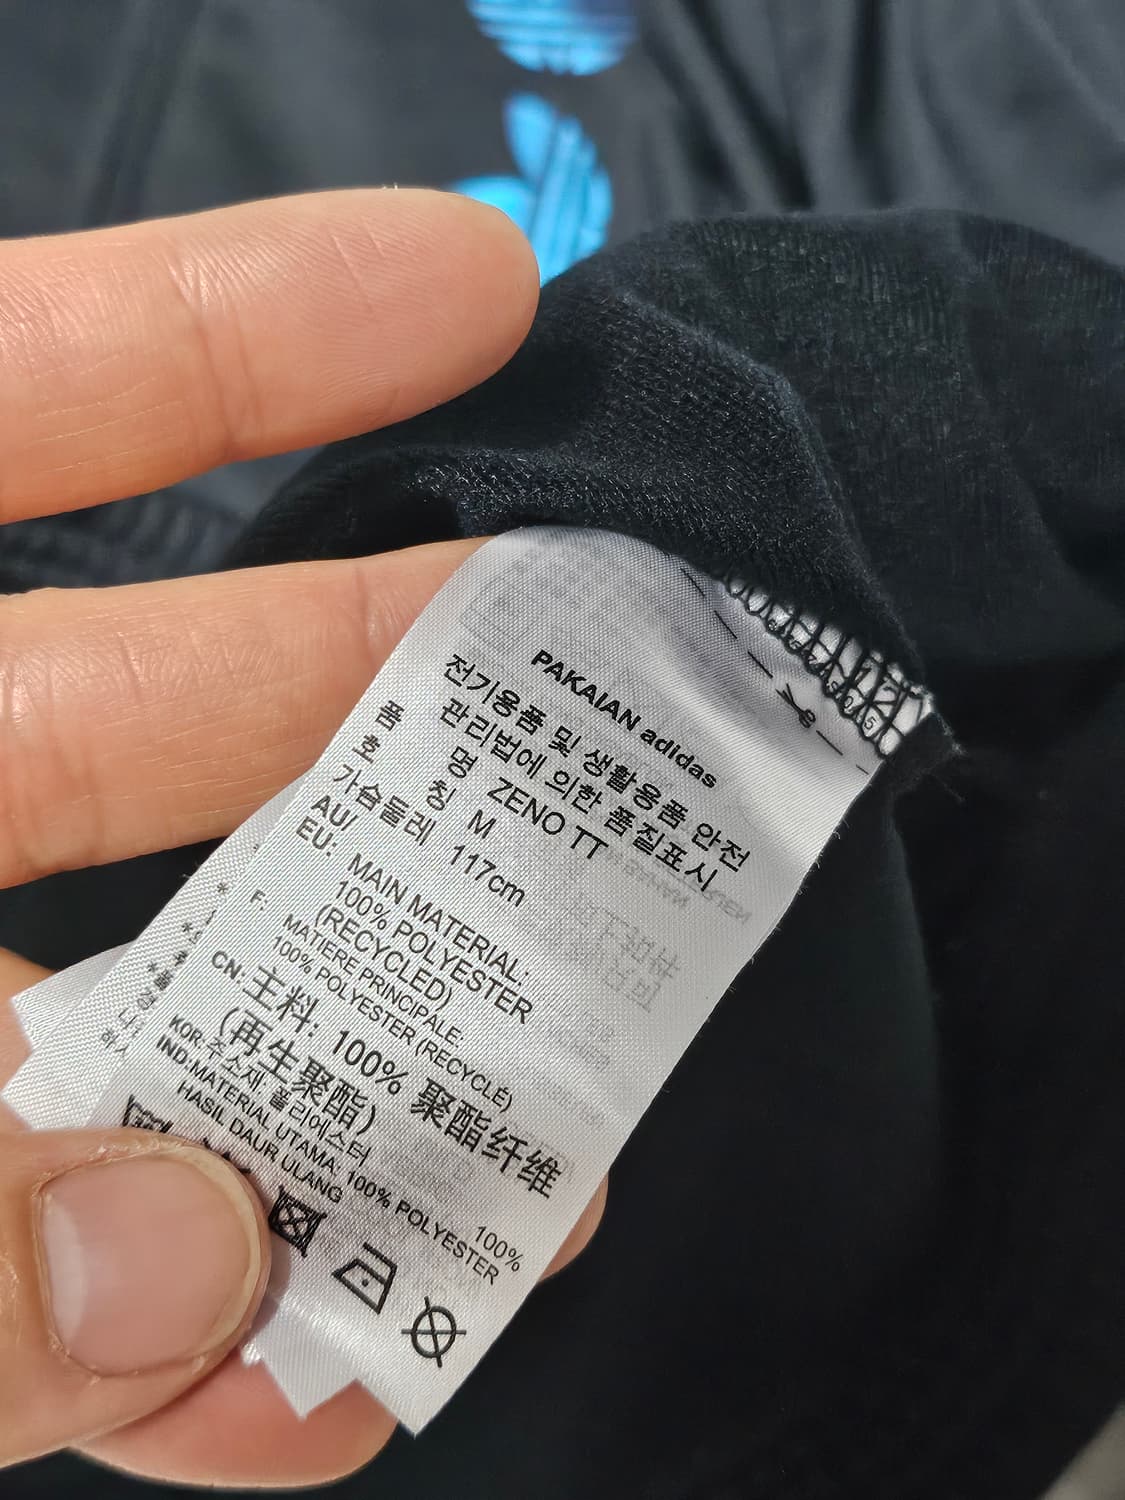 PAKAIAN adidas
전기용품 및 생활용품 안전
관리법에 의한 품질표시
품 명 ZENO TT
호 칭 M
가슴둘레 117cm
AU/
EU: MAIN MATERIAL:
100% POLYESTER
(RECYCLED)
F: MATIERE PRINCIPALE:
100% POLYESTER (RECYCLÉ)
CN: 主料: 100% 聚酯纤维
(再生聚酯)
KOR: 주소재: 폴리에스터 100%
IND: MATERIAL UTAMA: 100% POLYESTER
HASIL DAUR ULANG